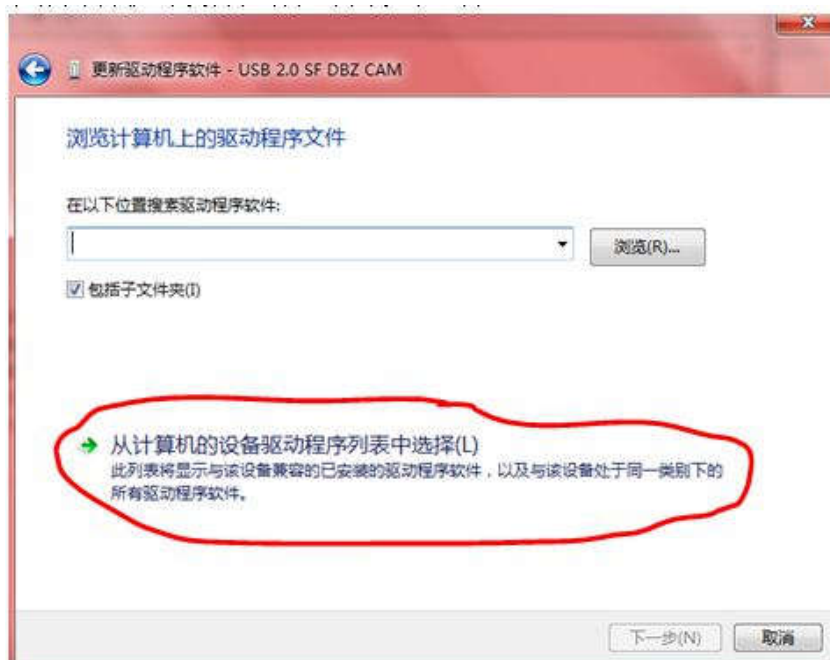 更新驱动程序软件 - USB 2.0 SF DBZ CAM
浏览计算机上的驱动程序文件
在以下位置搜索驱动程序软件:
浏览(R)...
包括子文件夹(I)
从计算机的设备驱动程序列表中选择(L)
此列表将显示与该设备兼容的已安装的驱动程序软件，以及与该设备处于同一类别下的
所有驱动程序软件。
下一步(N)
取消